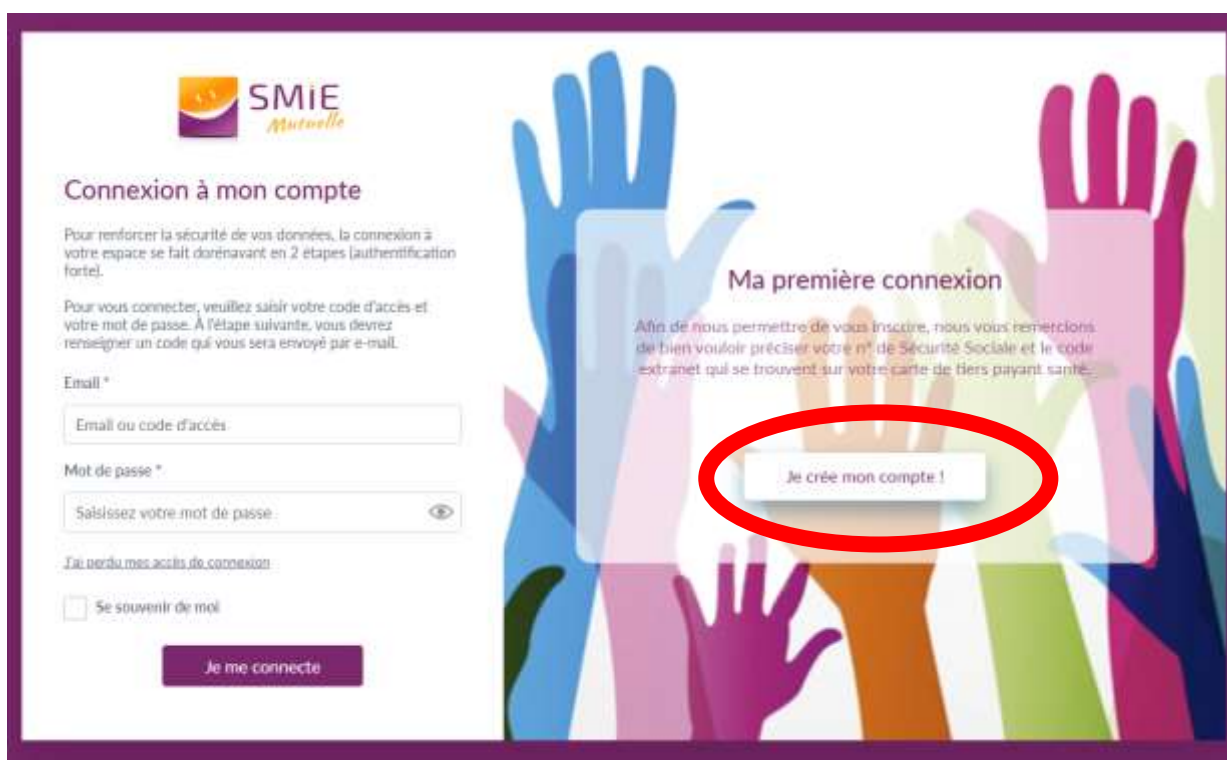 SMiE
Mutuelle
Connexion à mon compte
Pour renforcer la sécurité de vos données, la connexion à
votre espace se fait dorénavant en 2 étapes (authentification
forte).
Pour vous connecter, veuillez saisir votre code d'accès et
votre mot de passe. À l'étape suivante, vous devrez
renseigner un code qui vous sera envoyé par e-mail.
Email *
Email ou code d'accès
Mot de passe *
Saisissez votre mot de passe
J'ai perdu mes accès de connexion
Se souvenir de moi
Je me connecte
Ma première connexion
Afin de nous permettre de vous inscrire, nous vous remercions
de bien vouloir préciser votre n° de Sécurité Sociale et le code
extranet qui se trouvent sur votre carte de tiers payant santé.
Je crée mon compte !